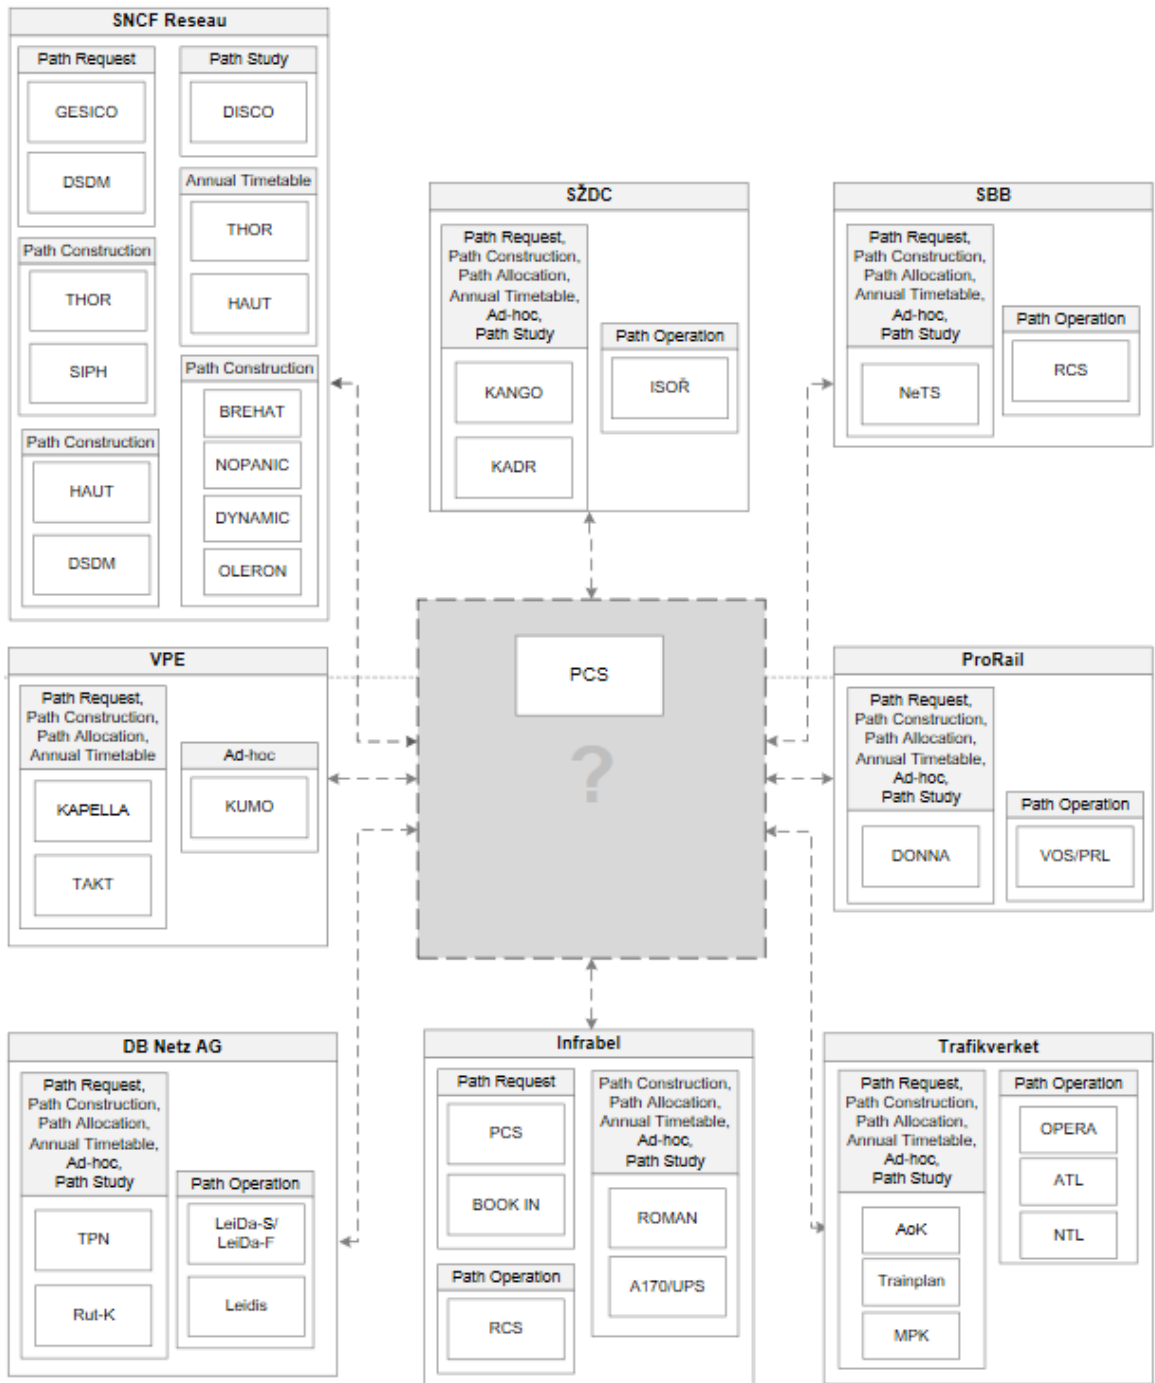 SNCF Reseau
Path Request
GESICO
DSDM
Path Study
DISCO
Annual Timetable
THOR
HAUT
Path Construction
THOR
SIPH
Path Construction
BREHAT
NOPANIC
DYNAMIC
OLERON
Path Construction
HAUT
DSDM
SŽDC
Path Request,
Path Construction,
Path Allocation,
Annual Timetable,
Ad-hoc,
Path Study
KANGO
KADR
Path Operation
ISOŘ
SBB
Path Request,
Path Construction,
Path Allocation,
Annual Timetable,
Ad-hoc,
Path Study
NeTS
Path Operation
RCS
VPE
Path Request,
Path Construction,
Path Allocation,
Annual Timetable
KAPELLA
TAKT
Ad-hoc
KUMO
PCS
?
ProRail
Path Request,
Path Construction,
Path Allocation,
Annual Timetable,
Ad-hoc,
Path Study
DONNA
Path Operation
VOS/PRL
DB Netz AG
Path Request,
Path Construction,
Path Allocation,
Annual Timetable,
Ad-hoc,
Path Study
TPN
Rut-K
Path Operation
LeiDa-S/
LeiDa-F
Leidis
Infrabel
Path Request
PCS
BOOK IN
Path Operation
RCS
Path Construction,
Path Allocation,
Annual Timetable,
Ad-hoc,
Path Study
ROMAN
A170/UPS
Trafikverket
Path Request,
Path Construction,
Path Allocation,
Annual Timetable,
Ad-hoc,
Path Study
AoK
Trainplan
MPK
Path Operation
OPERA
ATL
NTL